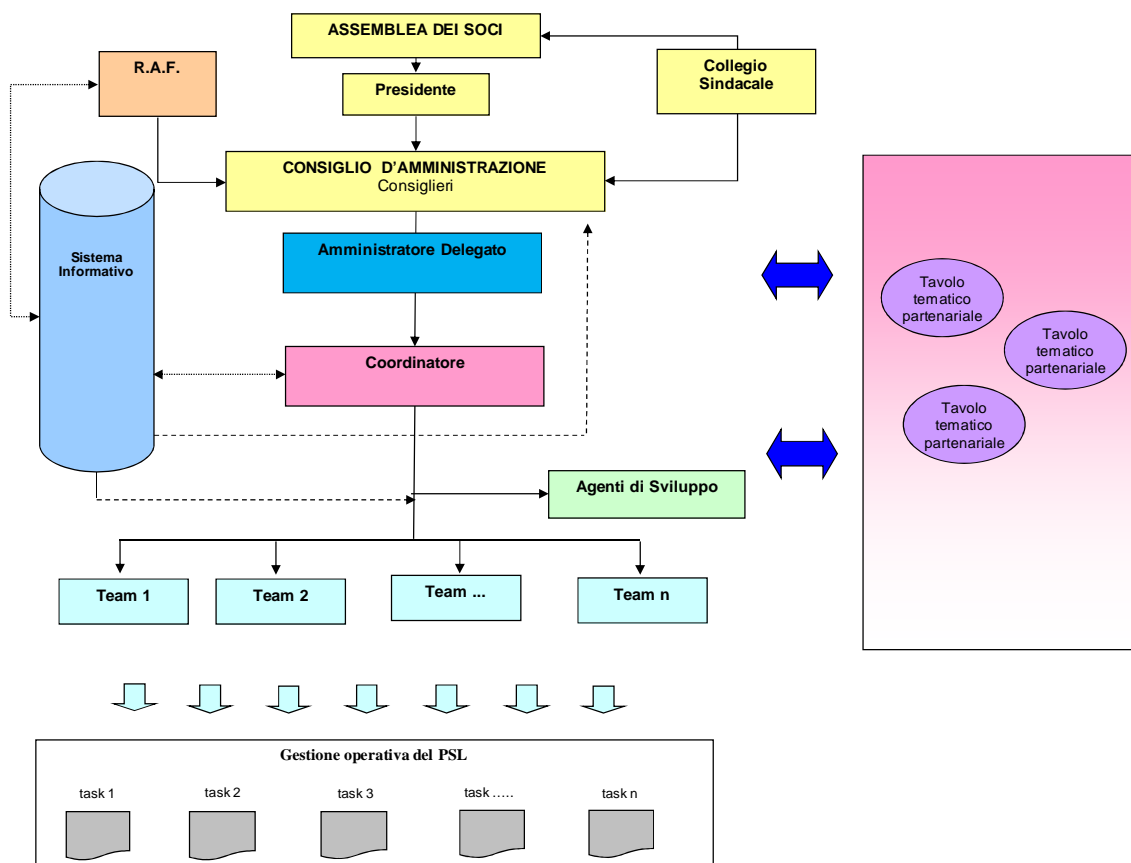 ASSEMBLEA DEI SOCI
R.A.F.
Collegio
Sindacale
Presidente
CONSIGLIO D'AMMINISTRAZIONE
Consiglieri
Sistema
Informativo
Amministratore Delegato
Coordinatore
Tavolo
tematico
partenariale
Tavolo
tematico
partenariale
Tavolo
tematico
partenariale
Agenti di Sviluppo
Team 1
Team 2
Team ...
Team n
Gestione operativa del PSL
task 1
task 2
task 3
task .....
task n